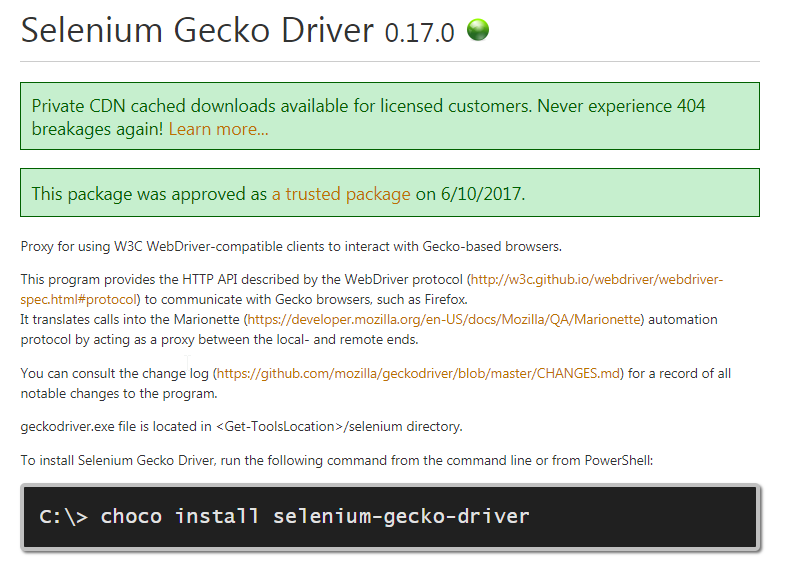 Selenium Gecko Driver 0.17.0
Private CDN cached downloads available for licensed customers. Never experience 404
breakages again! Learn more...
This package was approved as a trusted package on 6/10/2017.
Proxy for using W3C WebDriver-compatible clients to interact with Gecko-based browsers.
This program provides the HTTP API described by the WebDriver protocol (http://w3c.github.io/webdriver/webdriver-
spec.html#protocol) to communicate with Gecko browsers, such as Firefox.
It translates calls into the Marionette (https://developer.mozilla.org/en-US/docs/Mozilla/QA/Marionette) automation
protocol by acting as a proxy between the local- and remote ends.
You can consult the change log (https://github.com/mozilla/geckodriver/blob/master/CHANGES.md) for a record of all
notable changes to the program.
geckodriver.exe file is located in <Get-ToolsLocation>/selenium directory.
To install Selenium Gecko Driver, run the following command from the command line or from PowerShell:
C:\> choco install selenium-gecko-driver